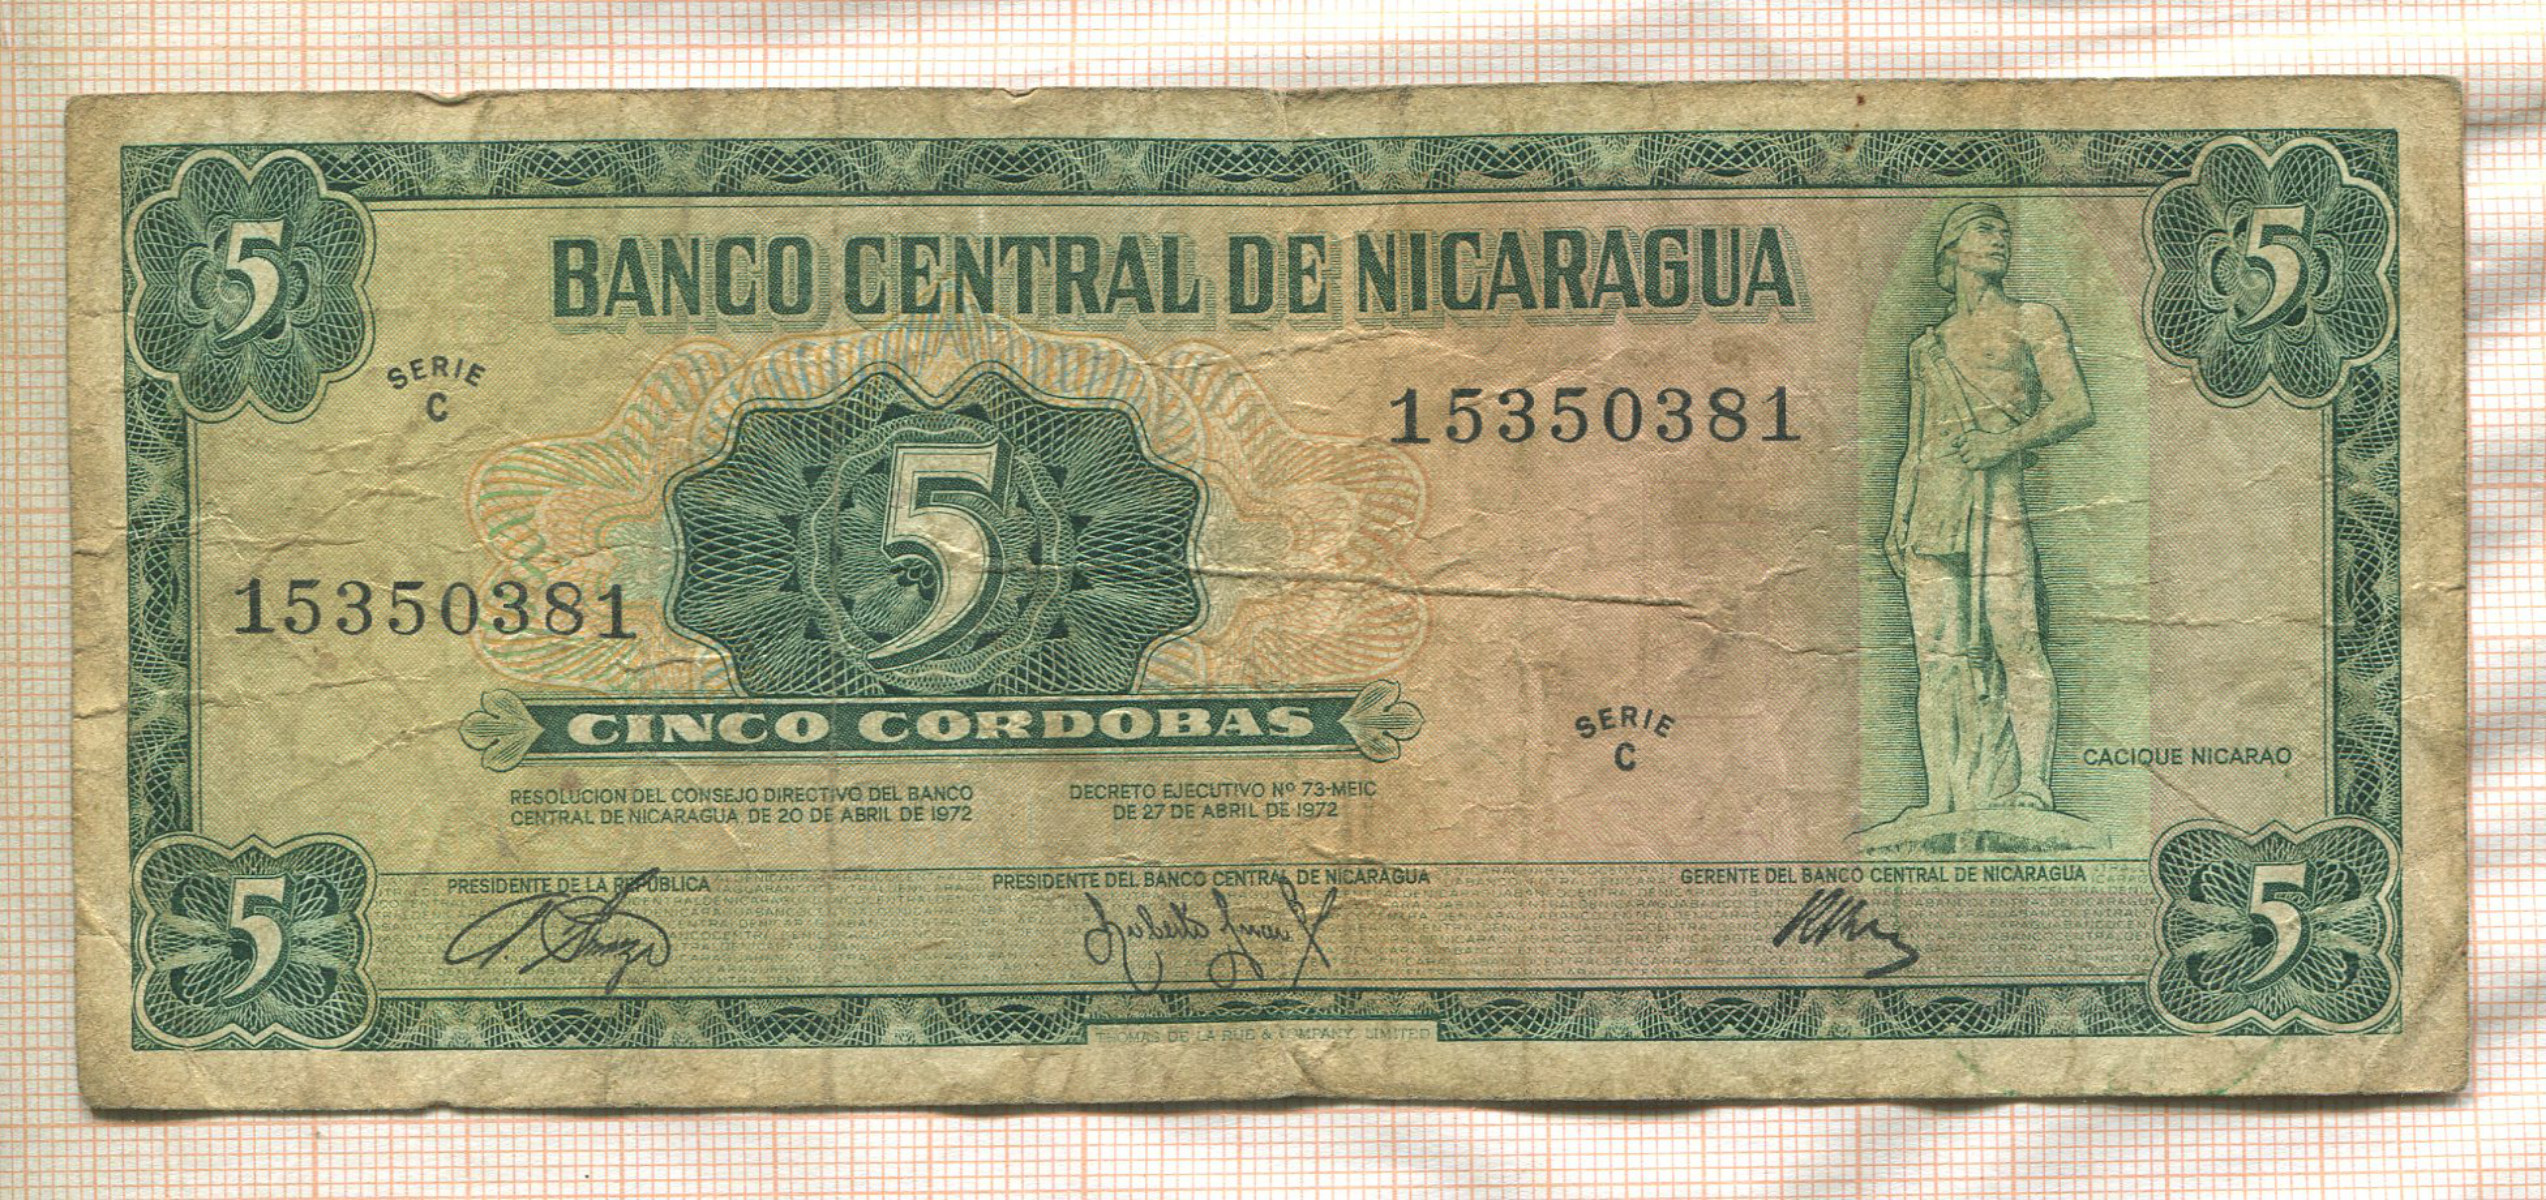 5
5
BANCO CENTRAL DE NICARAGUA
SERIE
C
15350381
5
15350381
CINCO CORDOBAS
SERIE
C
CACIQUE NICARAO
RESOLUCION DEL CONSEJO DIRECTIVO DEL BANCO
CENTRAL DE NICARAGUA, DE 20 DE ABRIL DE 1972
DECRETO EJECUTIVO Nº 73-MEIC
DE 27 DE ABRIL DE 1972
PRESIDENTE DE LA REPÚBLICA
PRESIDENTE DEL BANCO CENTRAL DE NICARAGUA
GERENTE DEL BANCO CENTRAL DE NICARAGUA
5
5
THOMAS DE LA RUE & COMPANY, LIMITED